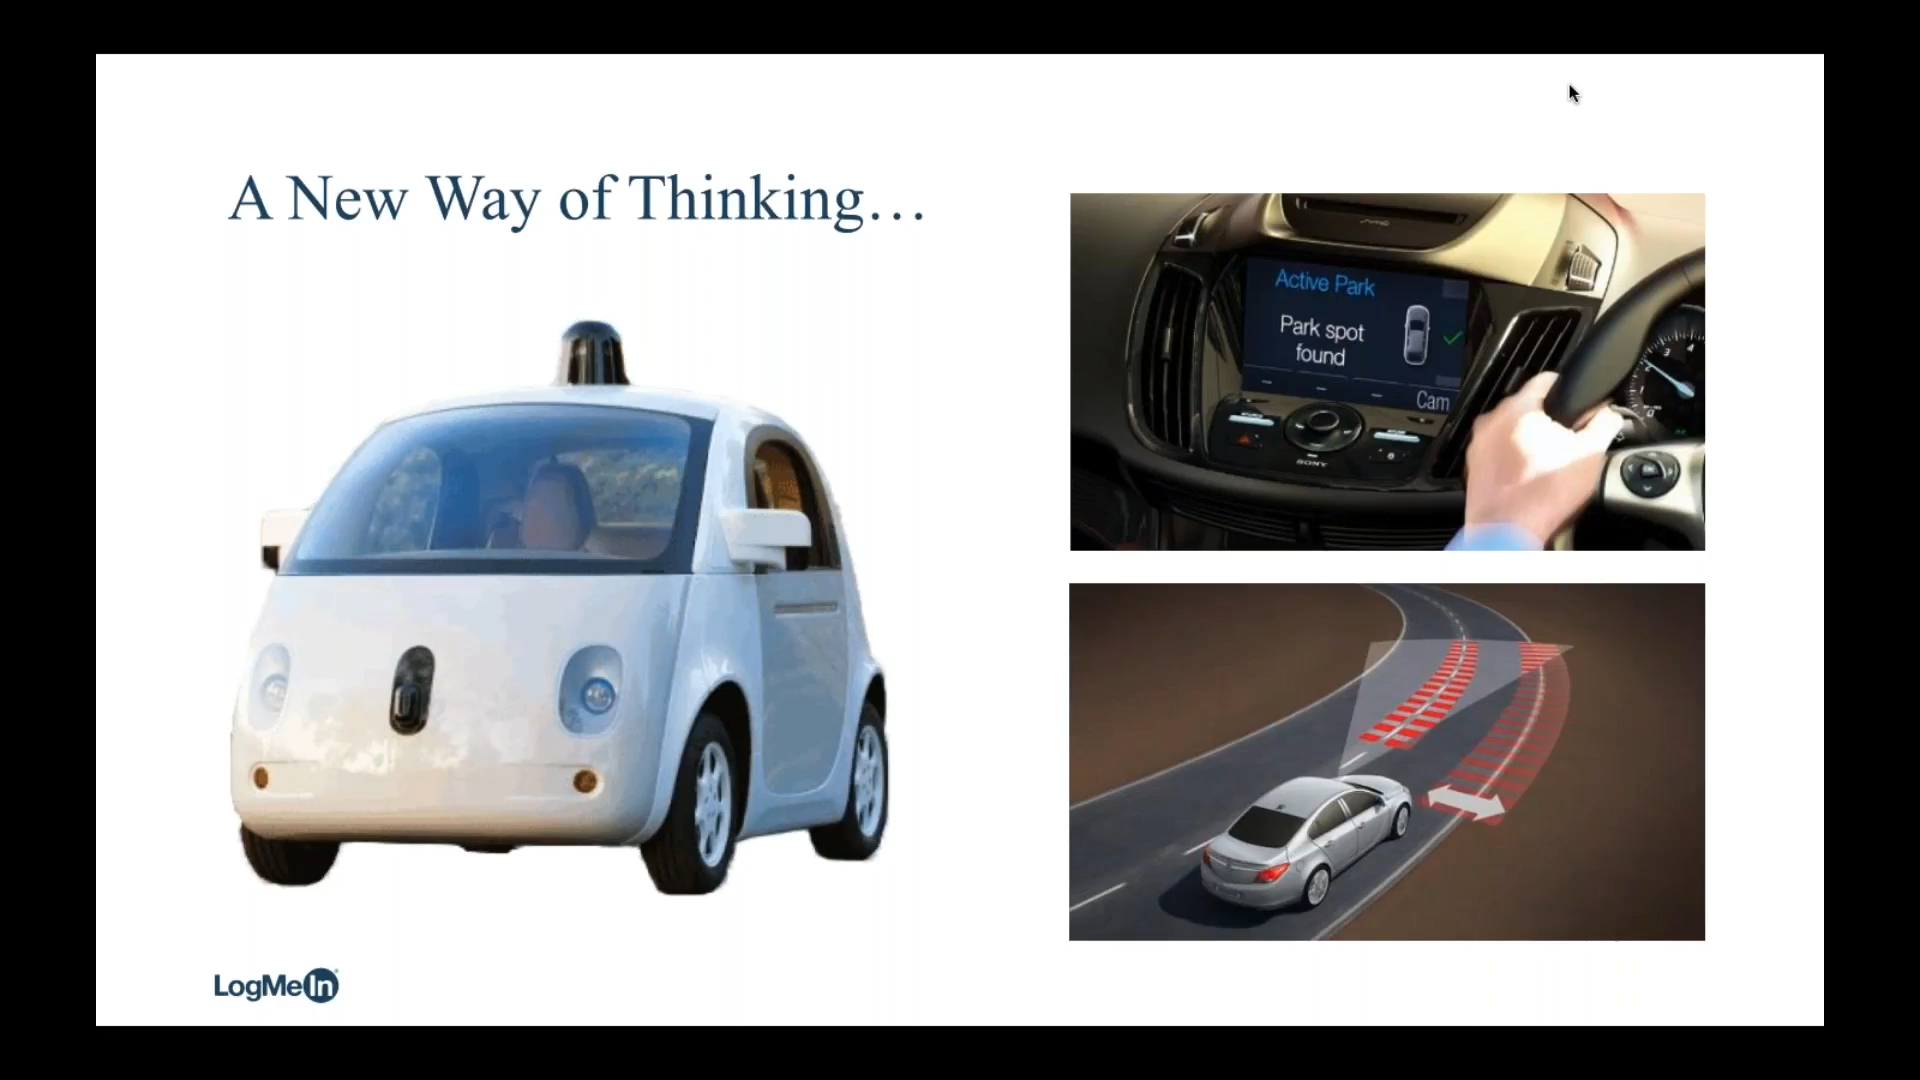 A New Way of Thinking…
Active Park
Park spot
found
Cam
SONY
LogMeIn